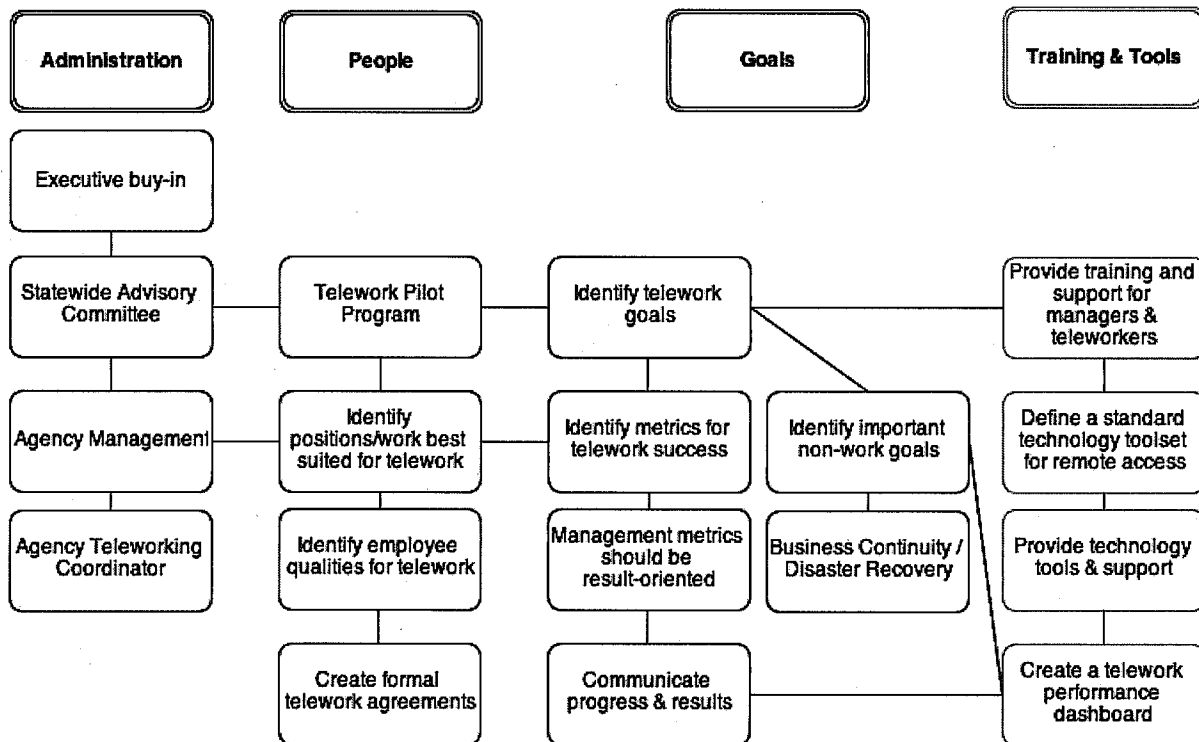 Administration
People
Goals
Training & Tools
Executive buy-in
Statewide Advisory
Committee
Telework Pilot
Program
Identify telework
goals
Provide training and
support for
managers &
teleworkers
Agency Management
Identify
positions/work best
suited for telework
Identify metrics for
telework success
Identify important
non-work goals
Define a standard
technology toolset
for remote access
Agency Teleworking
Coordinator
Identify employee
qualities for telework
Management metrics
should be
result-oriented
Business Continuity /
Disaster Recovery
Provide technology
tools & support
Create formal
telework agreements
Communicate
progress & results
Create a telework
performance
dashboard